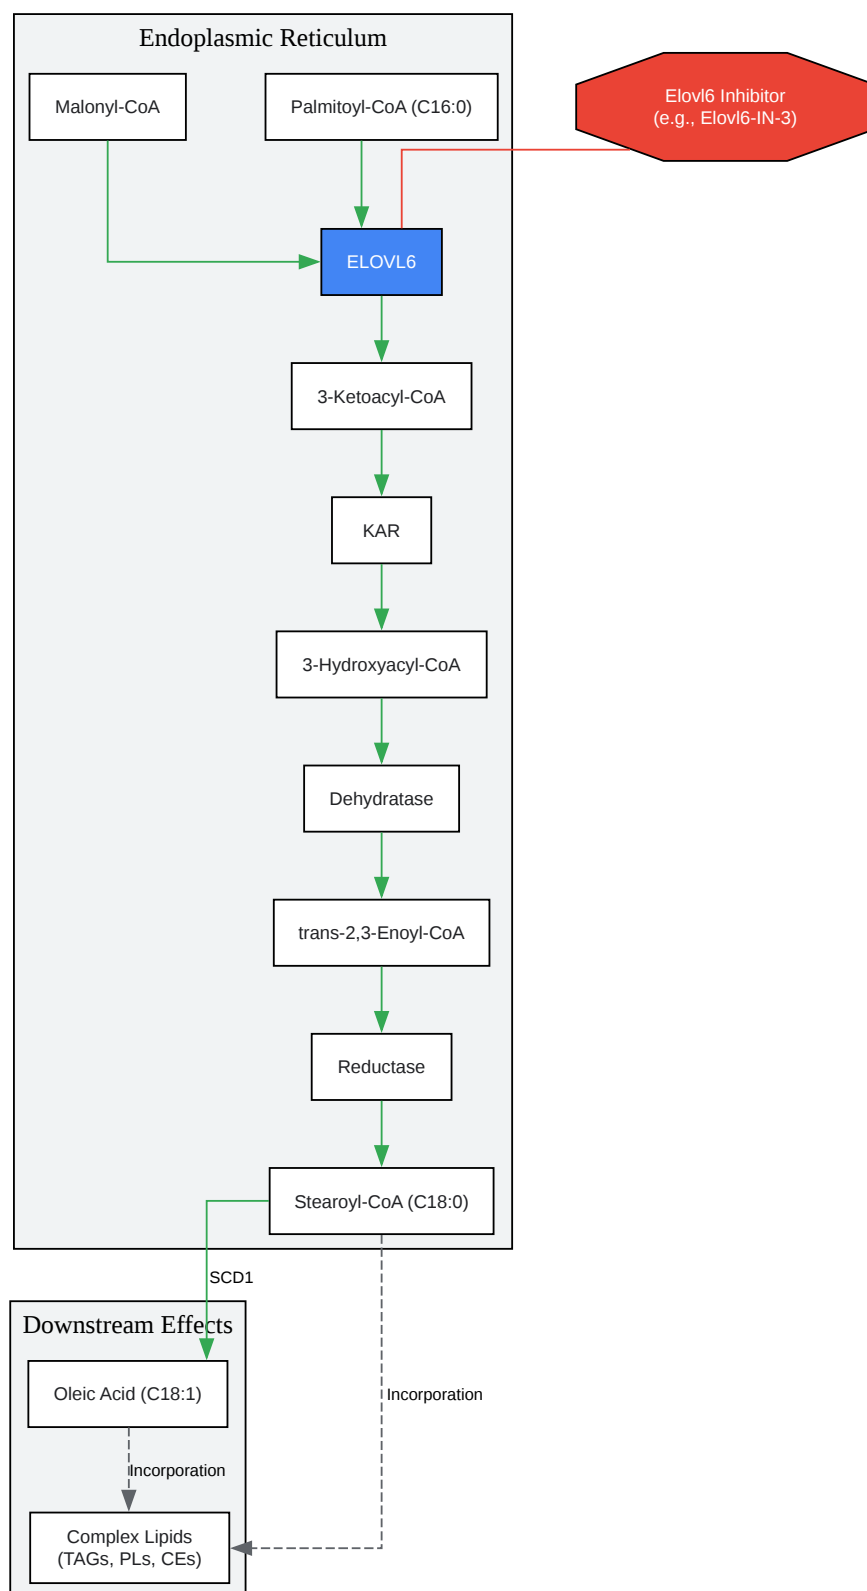 Endoplasmic Reticulum
Malonyl-CoA
Palmitoyl-CoA (C16:0)
Elovl6 Inhibitor
(e.g., Elovl6-IN-3)
ELOVL6
3-Ketoacyl-CoA
KAR
3-Hydroxyacyl-CoA
Dehydratase
trans-2,3-Enoyl-CoA
Reductase
Stearoyl-CoA (C18:0)
SCD1
Downstream Effects
Oleic Acid (C18:1)
Incorporation
Incorporation
Complex Lipids
(TAGs, PLs, CEs)